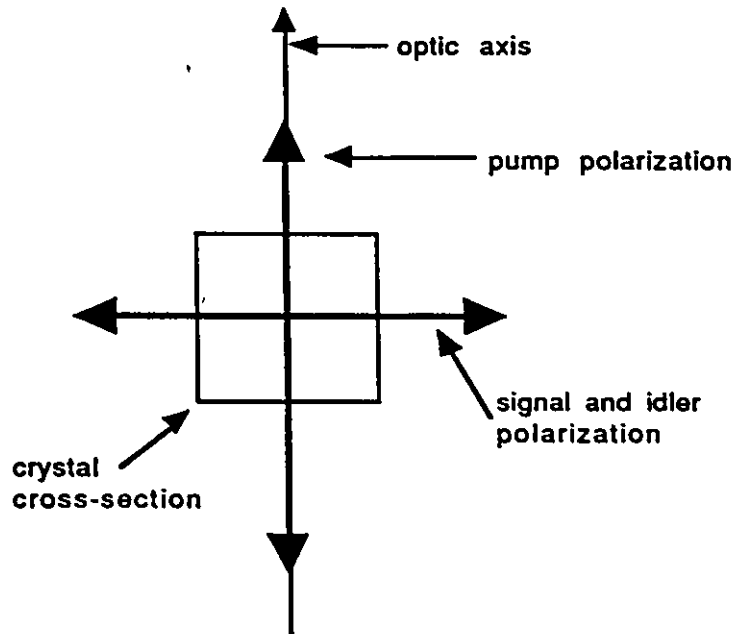 optic axis
pump polarization
signal and idler
polarization
crystal
cross-section